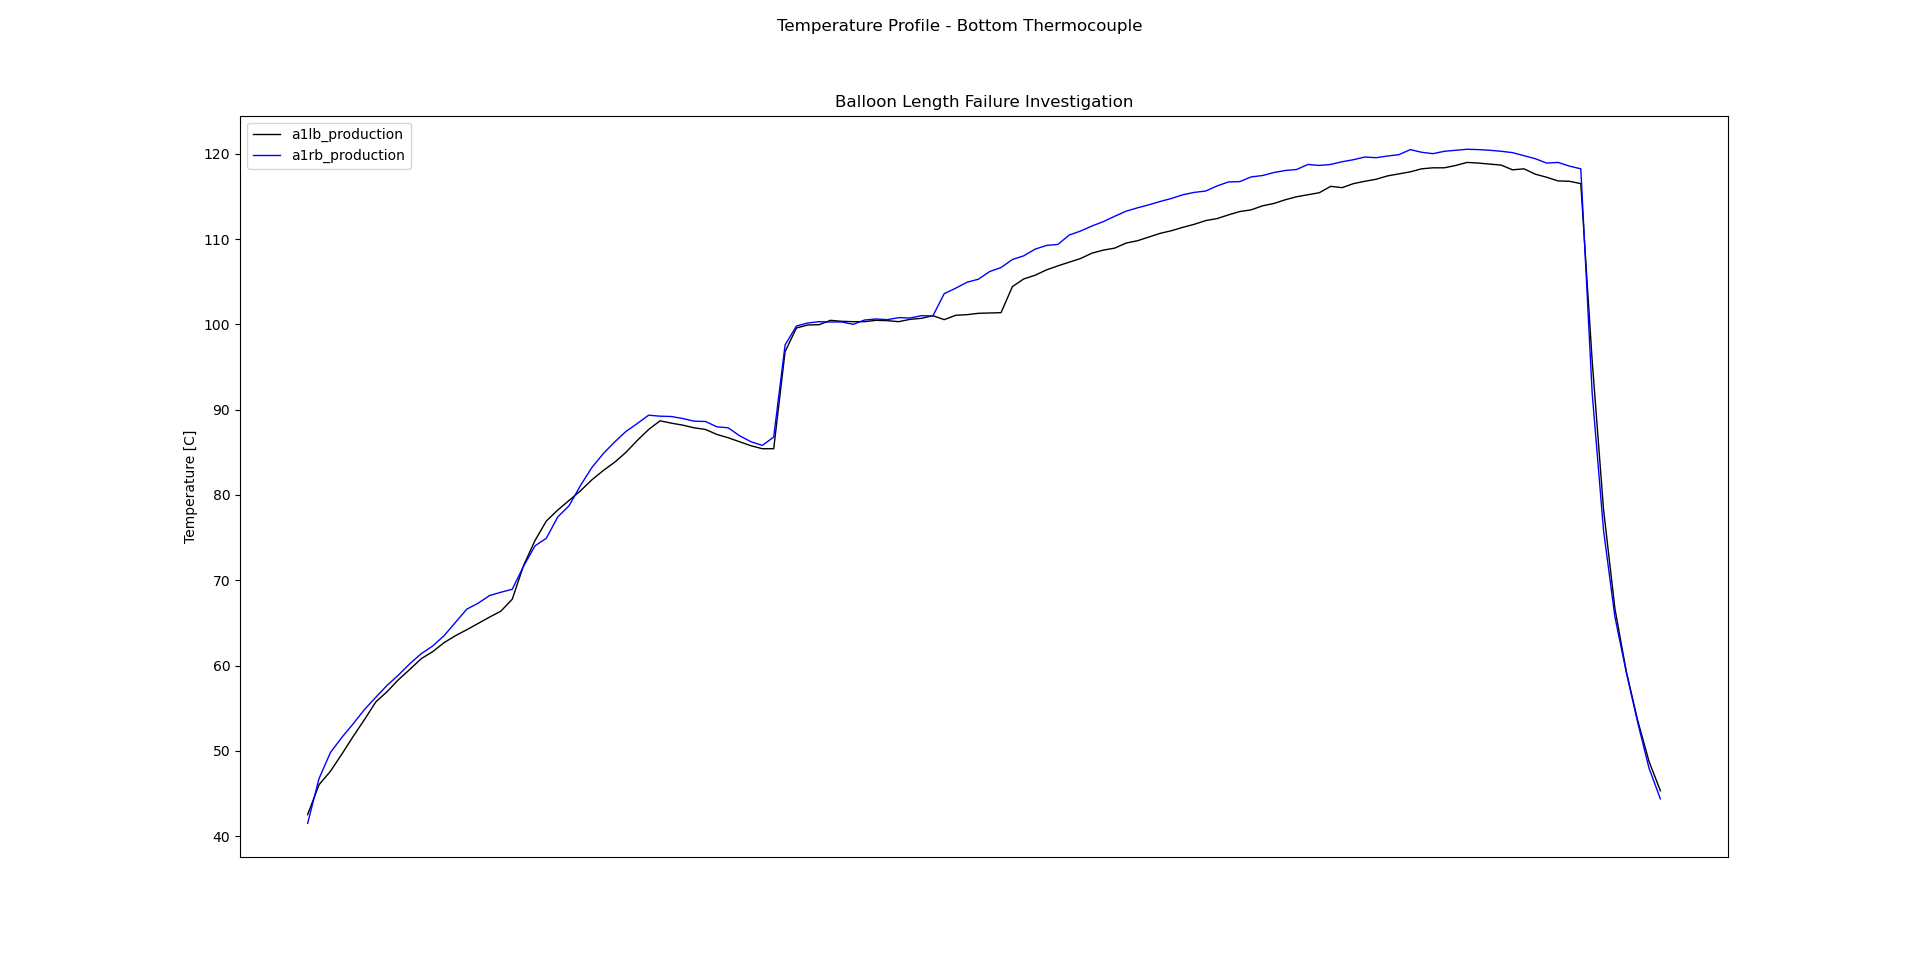 Temperature Profile - Bottom Thermocouple
Balloon Length Failure Investigation
a1lb_production
a1rb_production
120
110
100
90
80
70
60
50
40
Temperature [C]